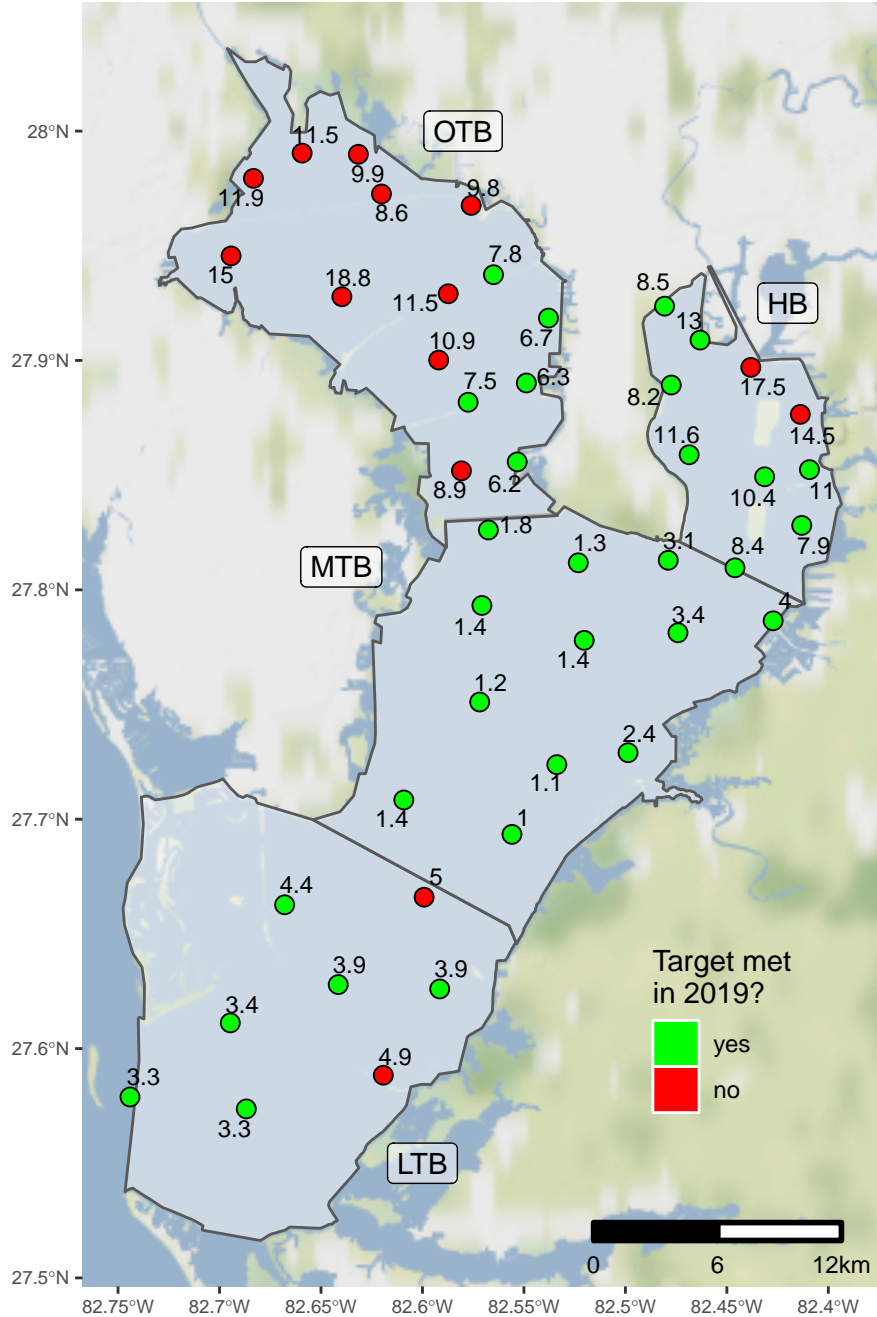 28°N
27.9°N
27.8°N
27.7°N
27.6°N
27.5°N
OTB
11.5
9.9
11.9
8.6
9.8
15
18.8
11.5
7.8
6.7
10.9
7.5
6.3
8.9
6.2
HB
8.5
13
17.5
8.2
14.5
11.6
10.4
11
7.9
8.4
MTB
1.8
1.3
3.1
4
1.4
1.4
3.4
1.2
2.4
1.1
1.4
1
4.4
5
3.9
3.9
3.4
4.9
3.3
3.3
LTB
Target met
in 2019?
yes
no
0 6 12km
82.75°W 82.7°W 82.65°W 82.6°W 82.55°W 82.5°W 82.45°W 82.4°W